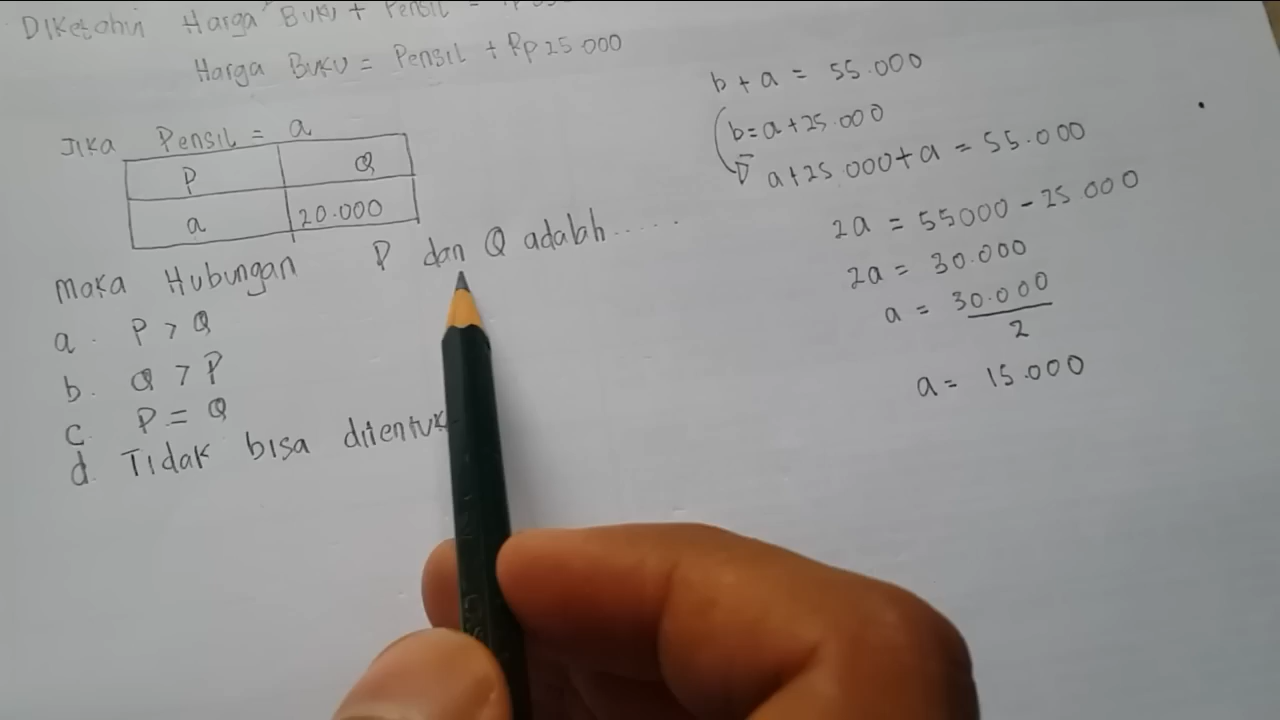 Diketahui Harga Buku + Pensil =
Harga Buku = Pensil + Rp 25.000
Jika Pensil = a
P Q
a 20.000
maka Hubungan P dan Q adalah.....
a. P > Q
b. Q > P
c. P = Q
d. Tidak bisa
b + a = 55.000
b = a + 25.000
a + 25.000 + a = 55.000
2a = 55000 - 25.000
2a = 30.000
a = 30.000
2
a = 15.000